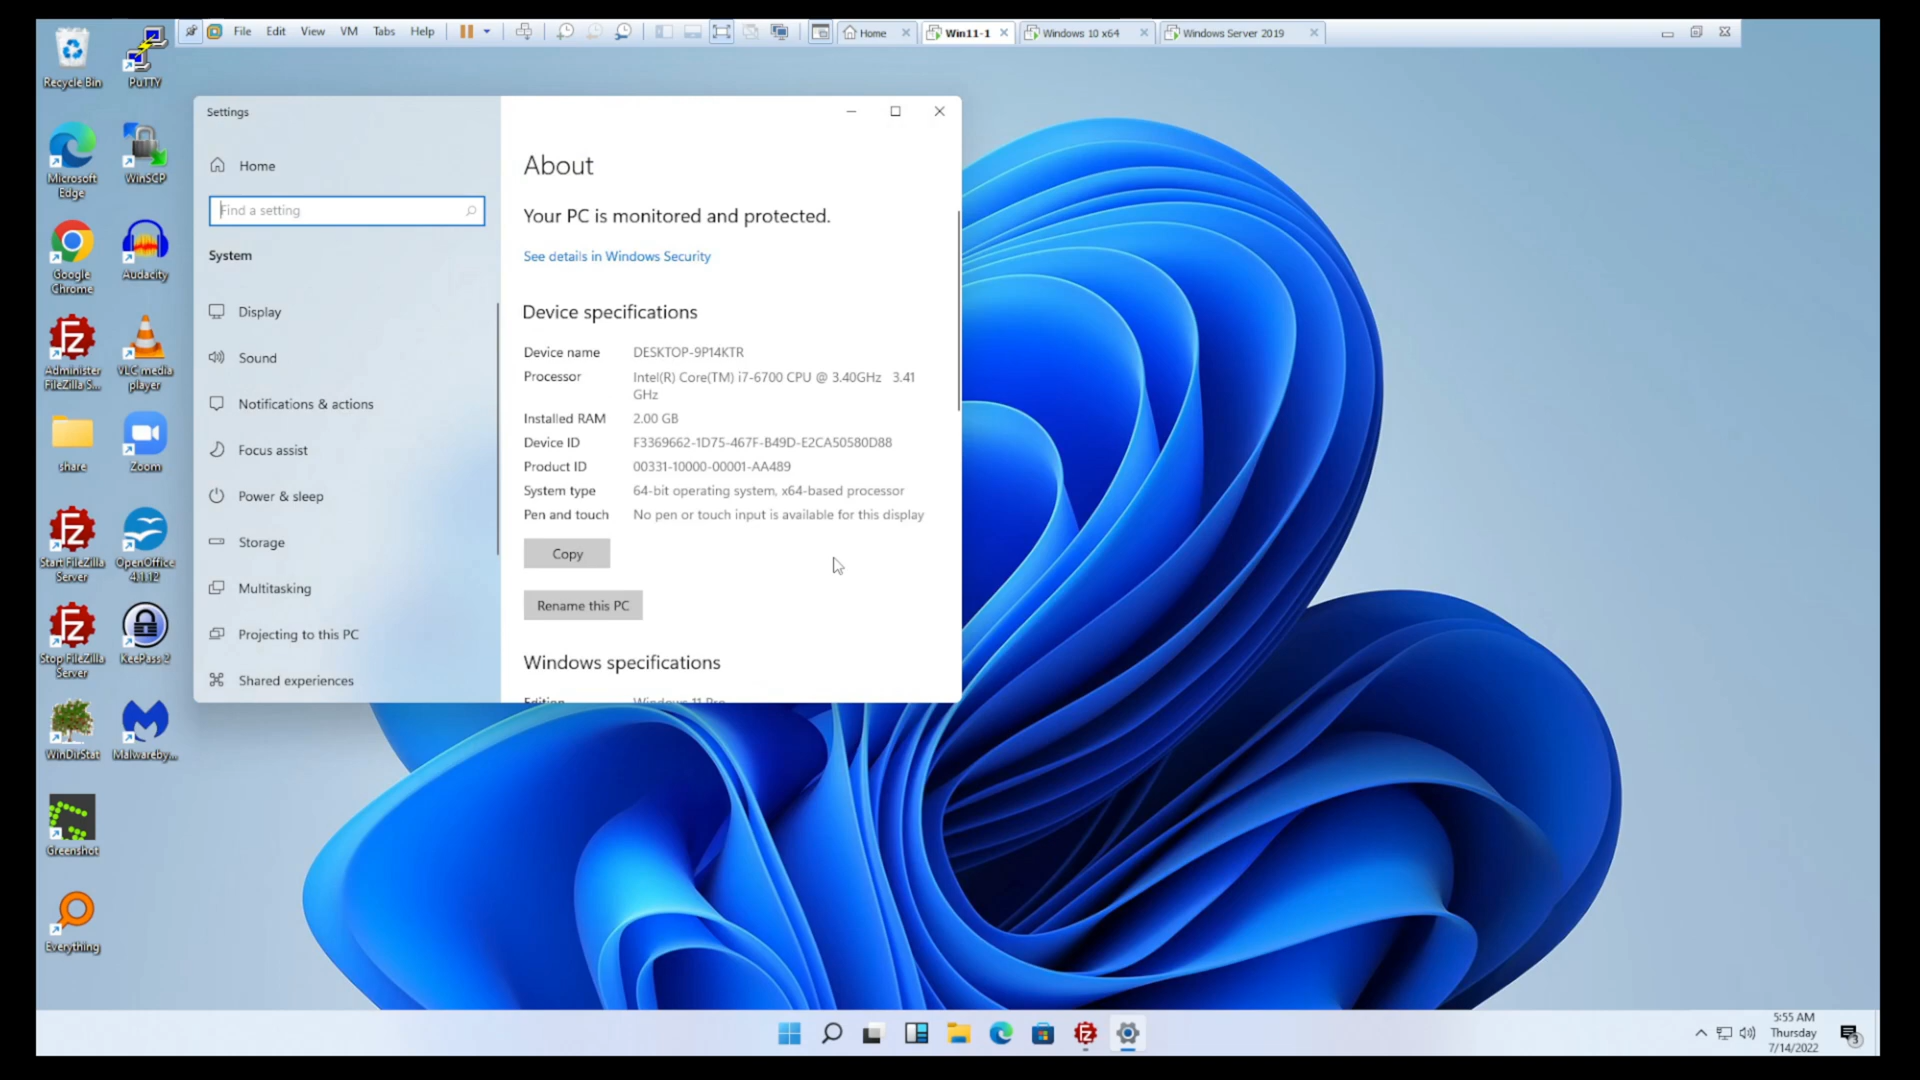 File Edit View VM Tabs Help
Home
Win11-1
Windows 10 x64
Windows Server 2019
Recycle Bin
PuTTY
Microsoft
Edge
WinSCP
Google
Chrome
Audacity
Administer
FileZilla S...
VLC media
player
share
Zoom
Start FileZilla
Server
OpenOffice
4.1.12
Stop FileZilla
Server
KeePass 2
WinDirStat
Malwareby...
Greenshot
Everything
Settings
Home
Find a setting
System
Display
Sound
Notifications & actions
Focus assist
Power & sleep
Storage
Multitasking
Projecting to this PC
Shared experiences
About
Your PC is monitored and protected.
See details in Windows Security
Device specifications
Device name DESKTOP-9P14KTR
Processor Intel(R) Core(TM) i7-6700 CPU @ 3.40GHz 3.41
GHz
Installed RAM 2.00 GB
Device ID F3369662-1D75-467F-B49D-E2CA50580D88
Product ID 00331-10000-00001-AA489
System type 64-bit operating system, x64-based processor
Pen and touch No pen or touch input is available for this display
Copy
Rename this PC
Windows specifications
Edition Windows 11 Pro
5:55 AM
Thursday
7/14/2022
3